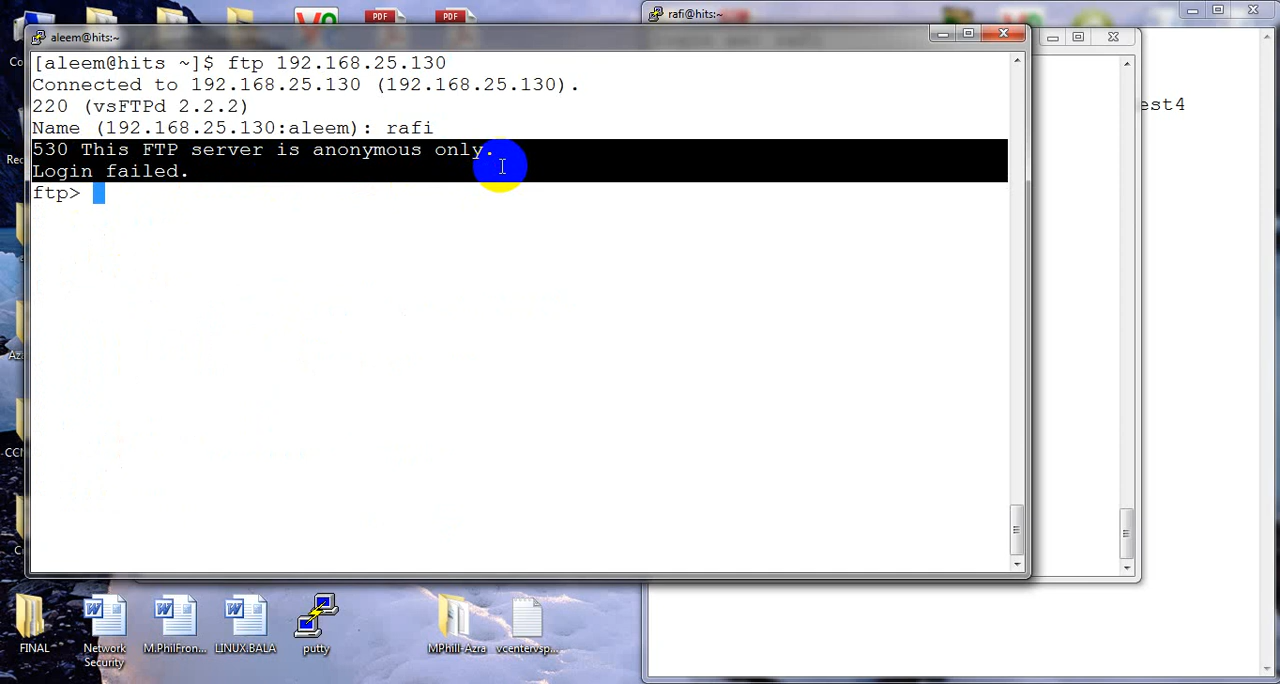 PDF
PDF
rafi@hits:~
aleem@hits:~
[aleem@hits ~]$ ftp 192.168.25.130
Connected to 192.168.25.130 (192.168.25.130).
220 (vsFTPd 2.2.2)
est4
Name (192.168.25.130:aleem): rafi
530 This FTP server is anonymous only.
Login failed.
ftp>
FINAL
Network
Security
M.PhilFron...
LINUX.BALA
putty
MPhill-Azra
vcentervsp...